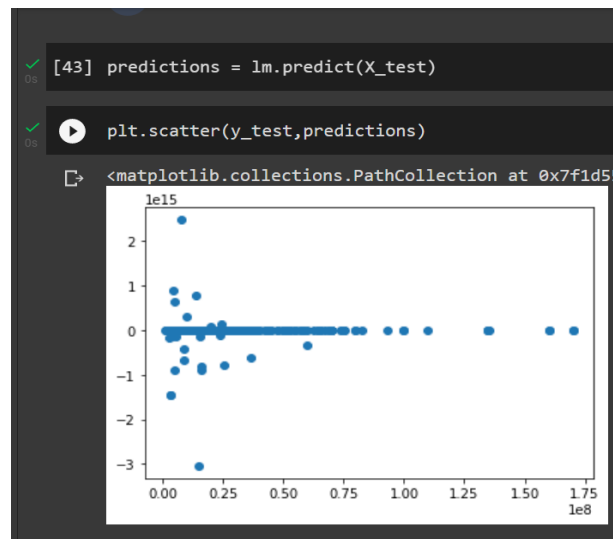 [43] predictions = lm.predict(X_test)
0s
plt.scatter(y_test,predictions)
0s
<matplotlib.collections.PathCollection at 0x7f1d5
1e15
2
1
0
−1
−2
−3
0.00 0.25 0.50 0.75 1.00 1.25 1.50 1.75
1e8